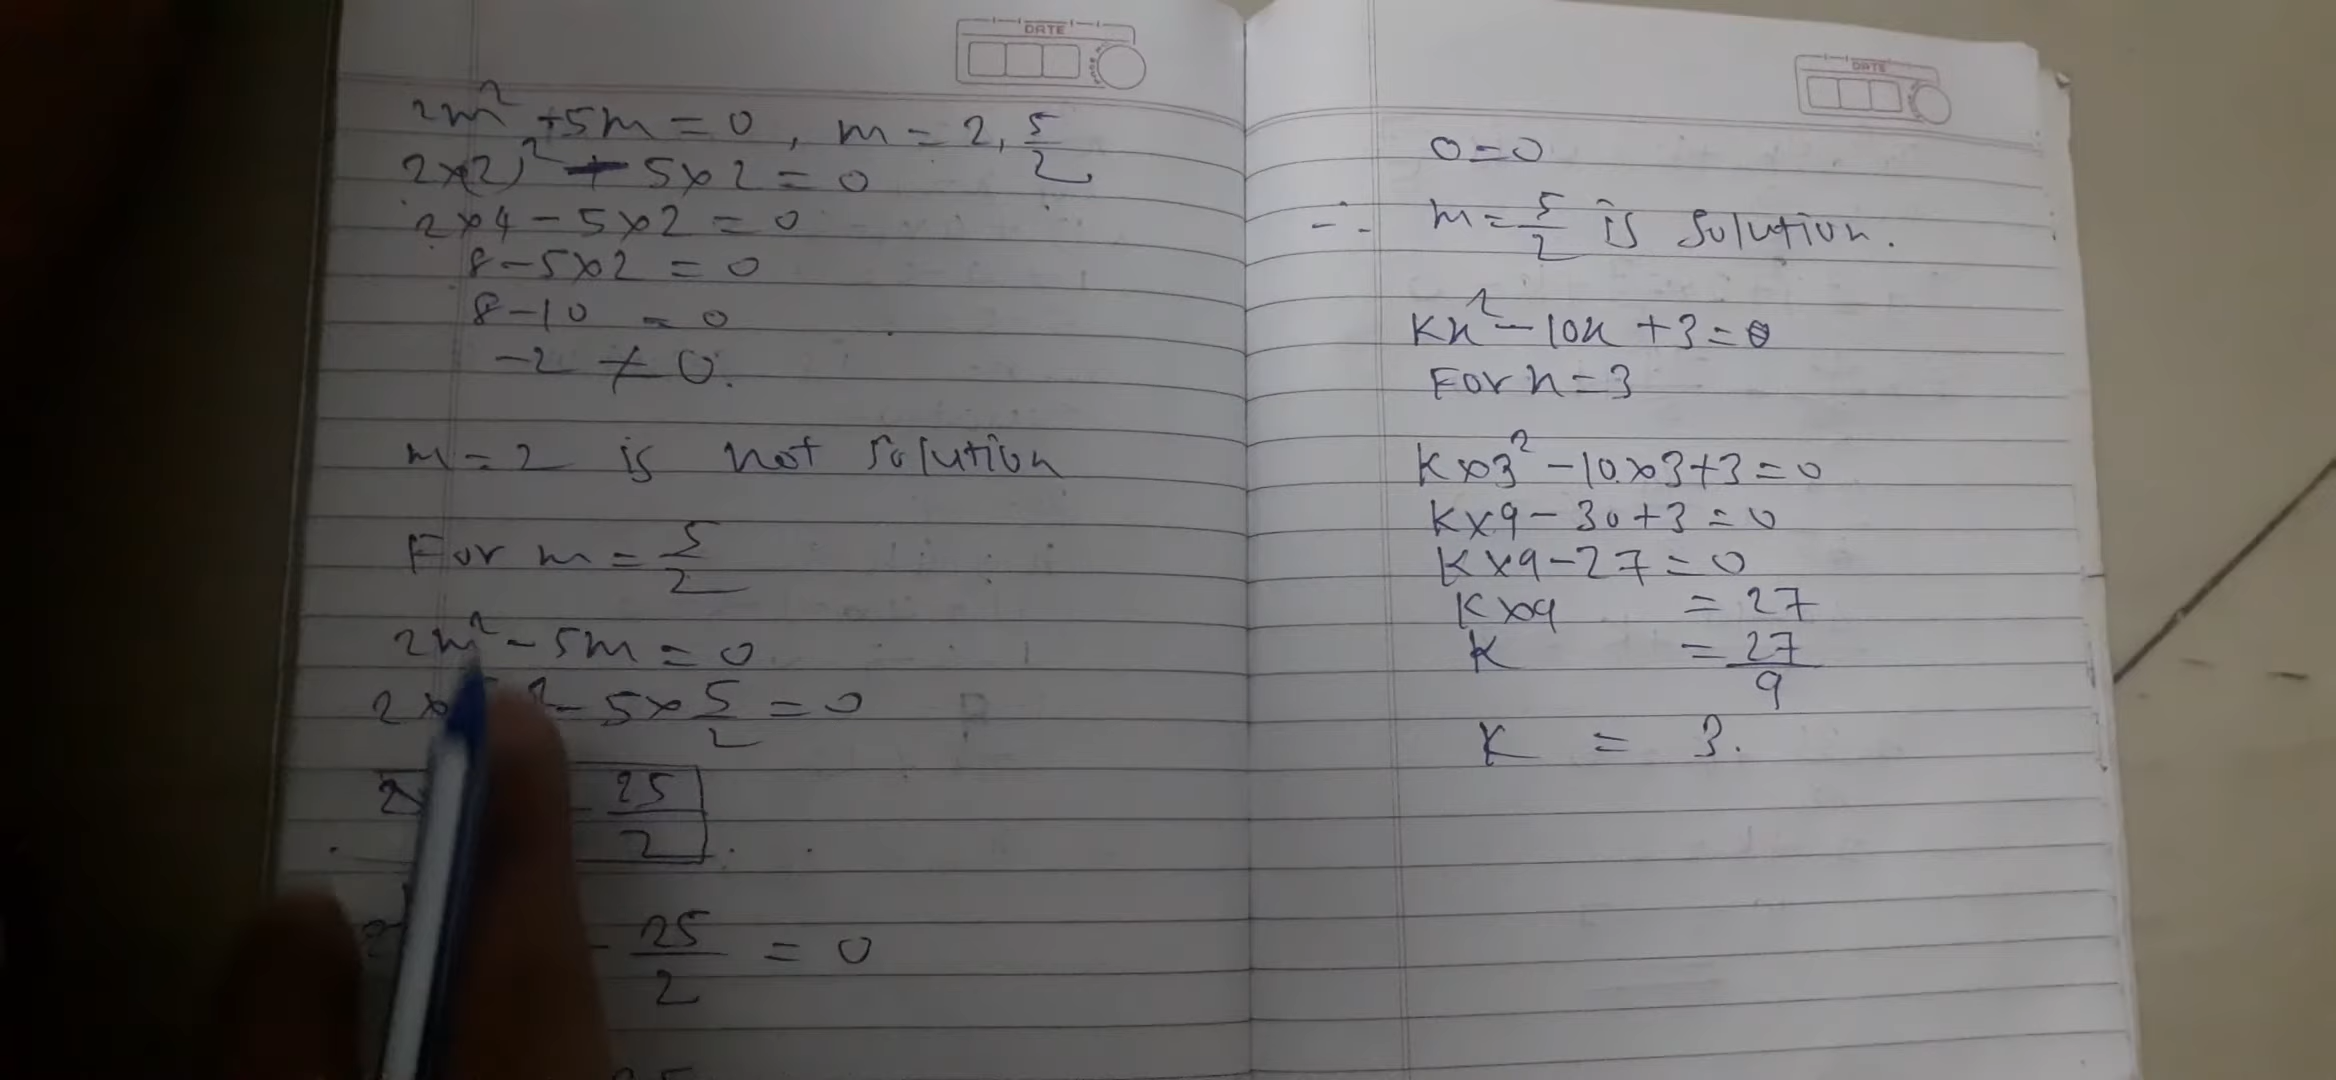 DATE
2m² +5m = 0, m = 2, 5/2
2×(2)² - 5×2 = 0
2×4 - 5×2 = 0
8 - 5×2 = 0
8 - 10 = 0
-2 ≠ 0.
m = 2 is not solution
For m = 5/2
2m² - 5m = 0
2× ² - 5×5/2 = 0
2 - 25/2
2 - 25/2 = 0
DATE
0=0
∴ m = 5/2 is solution.
Kx² - 10x + 3 = 0
For x = 3
K×3² - 10×3+3 = 0
K×9 - 30+3 = 0
K×9 - 27 = 0
K×9 = 27
K = 27/9
K = 3.